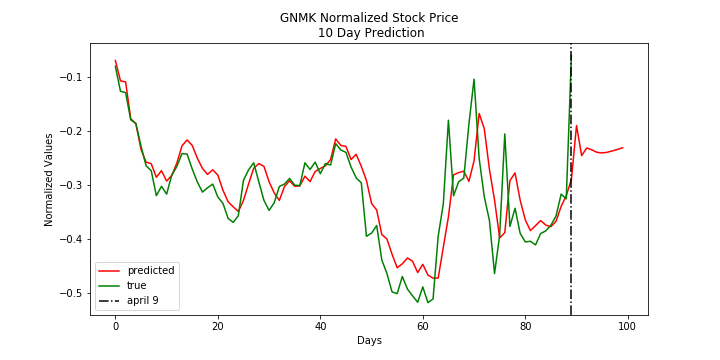 GNMK Normalized Stock Price
10 Day Prediction
Normalized Values
−0.1
−0.2
−0.3
−0.4
−0.5
predicted
true
april 9
0 20 40 60 80 100
Days